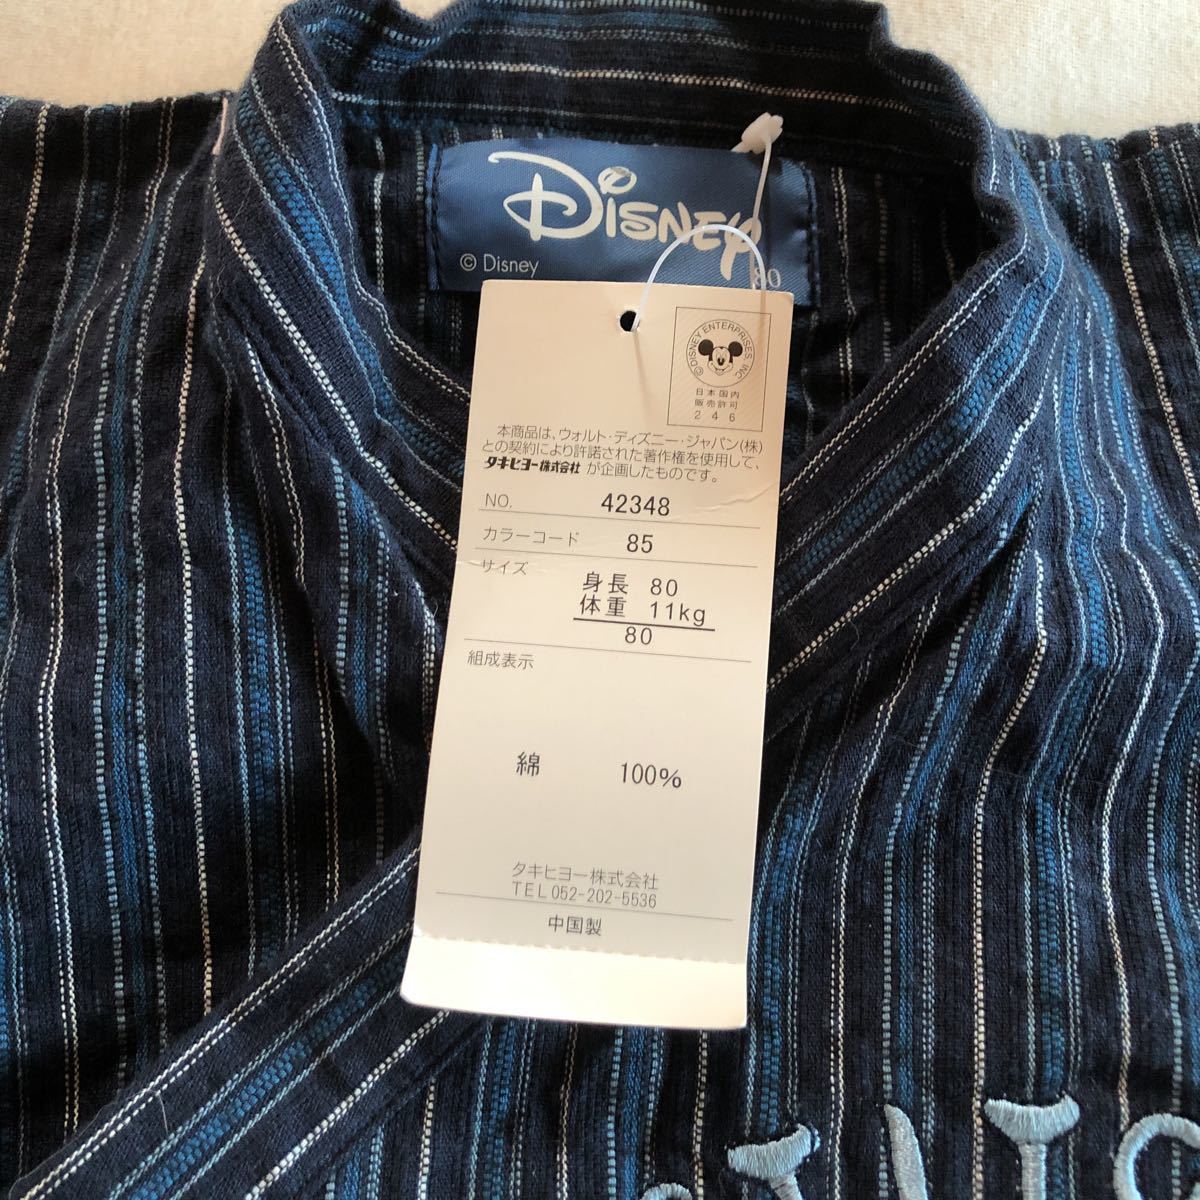 DISNEY
© Disney
80
© DISNEY ENTERPRISES, INC.
日本国内
販売許可
246
本商品は、ウォルト・ディズニー・ジャパン(株)
との契約により許諾された著作権を使用して、
タキヒヨー株式会社 が企画したものです。
NO. 42348
カラーコード 85
サイズ
身長 80
体重 11kg
80
組成表示
綿 100%
タキヒヨー株式会社
TEL052-202-5536
中国製